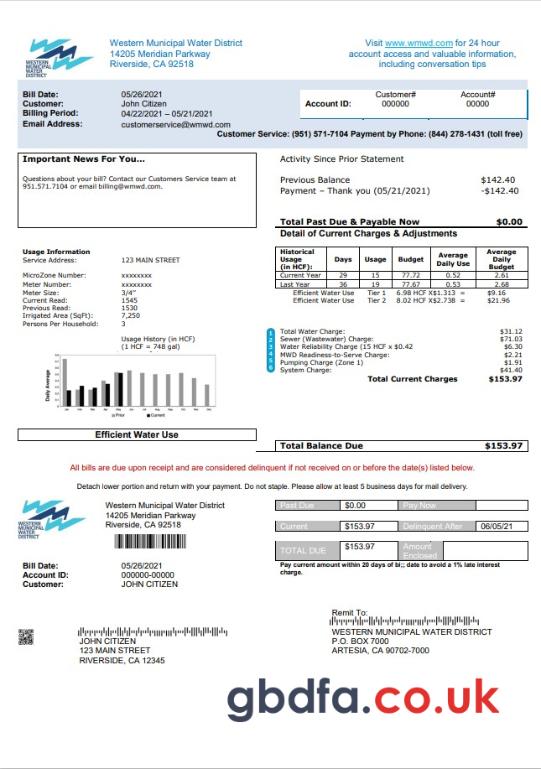 WESTERN
MUNICIPAL
WATER
DISTRICT
Western Municipal Water District
14205 Meridian Parkway
Riverside, CA 92518
Visit www.wmwd.com for 24 hour
account access and valuable information,
including conversation tips
Bill Date: 05/26/2021
Customer: John Citizen
Billing Period: 04/22/2021 – 05/21/2021
Email Address: customerservice@wmwd.com
Customer# Account#
Account ID: 000000 00000
Customer Service: (951) 571-7104 Payment by Phone: (844) 278-1431 (toll free)
Important News For You...
Questions about your bill? Contact our Customers Service team at
951.571.7104 or email billing@wmwd.com.
Activity Since Prior Statement
Previous Balance $142.40
Payment – Thank you (05/21/2021) -$142.40
Total Past Due & Payable Now $0.00
Detail of Current Charges & Adjustments
Usage Information
Service Address: 123 MAIN STREET
MicroZone Number: xxxxxxxx
Meter Number: xxxxxxxx
Meter Size: 3/4"
Current Read: 1545
Previous Read: 1530
Irrigated Area (SqFt): 7,250
Persons Per Household: 3
Historical Usage (in HCF): Days Usage Budget Average Daily Use Average Daily Budget
Current Year 29 15 77.72 0.52 2.61
Last Year 36 19 77.67 0.53 2.68
Efficient Water Use Tier 1 6.98 HCF X$1.313 = $9.16
Efficient Water Use Tier 2 8.02 HCF X$2.738 = $21.96
Usage History (in HCF)
(1 HCF = 748 gal)
Daily Average
Prior Current
Efficient Water Use
1 Total Water Charge: $31.12
2 Sewer (Wastewater) Charge: $71.03
3 Water Reliability Charge (15 HCF x $0.42 $6.30
4 MWD Readiness-to-Serve Charge: $2.21
5 Pumping Charge (Zone 1) $1.91
6 System Charge: $41.40
Total Current Charges $153.97
Total Balance Due $153.97
All bills are due upon receipt and are considered delinquent if not received on or before the date(s) listed below.
Detach lower portion and return with your payment. Do not staple. Please allow at least 5 business days for mail delivery.
WESTERN
MUNICIPAL
WATER
DISTRICT
Western Municipal Water District
14205 Meridian Parkway
Riverside, CA 92518
Bill Date: 05/26/2021
Account ID: 000000-00000
Customer: JOHN CITIZEN
Past Due $0.00 Pay Now
Current $153.97 Delinquent After 06/05/21
TOTAL DUE $153.97 Amount Enclosed
Pay current amount within 20 days of bi;; date to avoid a 1% late interest
charge.
JOHN CITIZEN
123 MAIN STREET
RIVERSIDE, CA 12345
Remit To:
WESTERN MUNICIPAL WATER DISTRICT
P.O. BOX 7000
ARTESIA, CA 90702-7000
gbdfa.co.uk